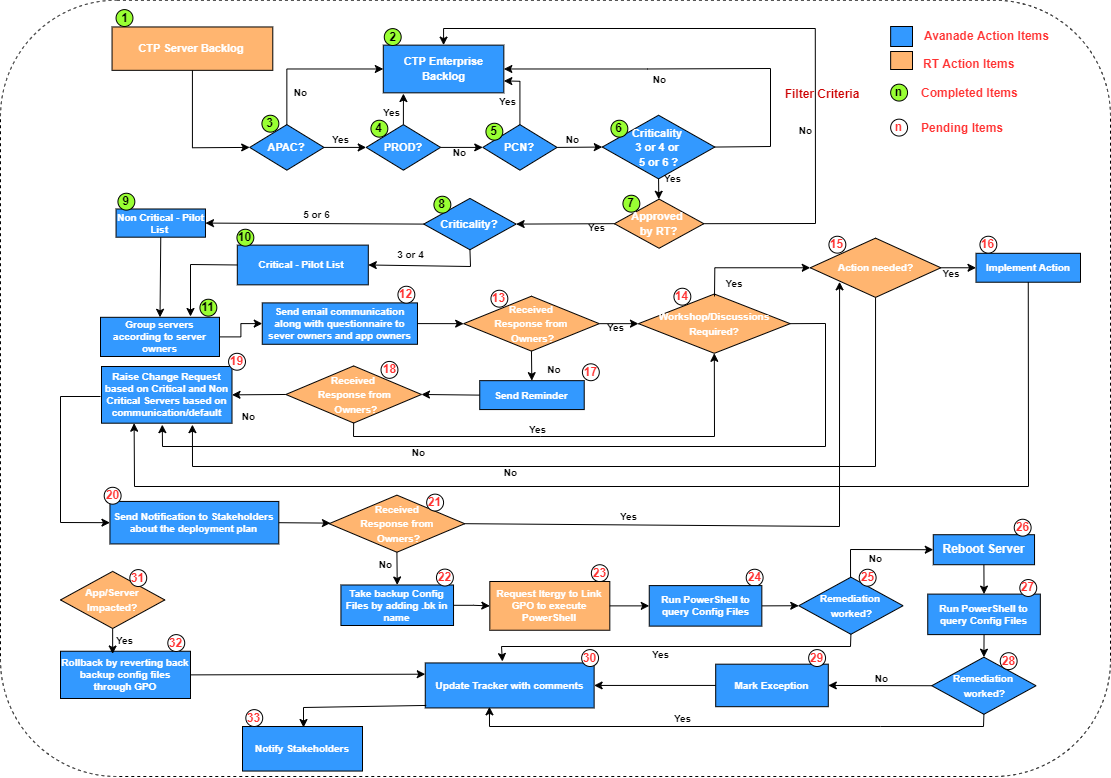 1
CTP Server Backlog
2
CTP Enterprise
Backlog
Avanade Action Items
RT Action Items
n
Completed Items
n
Pending Items
Filter Criteria
No
Yes
Yes
No
No
3
APAC?
Yes
4
PROD?
No
5
PCN?
No
6
Criticality
3 or 4 or
5 or 6 ?
Yes
7
Approved
by RT?
Yes
8
Criticality?
5 or 6
3 or 4
9
Non Critical - Pilot
List
10
Critical - Pilot List
11
Group servers
according to server
owners
12
Send email communication
along with questionnaire to
sever owners and app owners
13
Received
Response from
Owners?
Yes
No
14
Workshop/Discussions
Required?
Yes
15
Action needed?
Yes
16
Implement Action
17
Send Reminder
18
Received
Response from
Owners?
No
Yes
19
Raise Change Request
based on Critical and Non
Critical Servers based on
communication/default
No
No
20
Send Notification to Stakeholders
about the deployment plan
21
Received
Response from
Owners?
Yes
No
22
Take backup Config
Files by adding .bk in
name
23
Request Itergy to Link
GPO to execute
PowerShell
24
Run PowerShell to
query Config Files
25
Remediation
worked?
No
Yes
26
Reboot Server
27
Run PowerShell to
query Config Files
28
Remediation
worked?
No
Yes
29
Mark Exception
30
Update Tracker with comments
31
App/Server
Impacted?
Yes
32
Rollback by reverting back
backup config files
through GPO
33
Notify Stakeholders